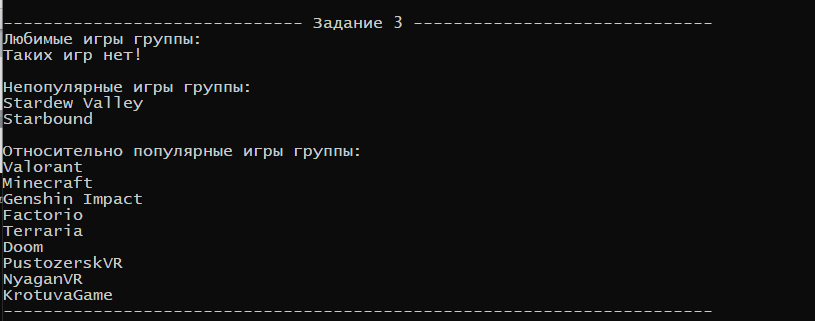 ------------------------------ Задание 3 ------------------------------
Любимые игры группы:
Таких игр нет!
Непопулярные игры группы:
Stardew Valley
Starbound
Относительно популярные игры группы:
Valorant
Minecraft
Genshin Impact
Factorio
Terraria
Doom
PustozerskVR
NyaganVR
KrotuvaGame
-----------------------------------------------------------------------